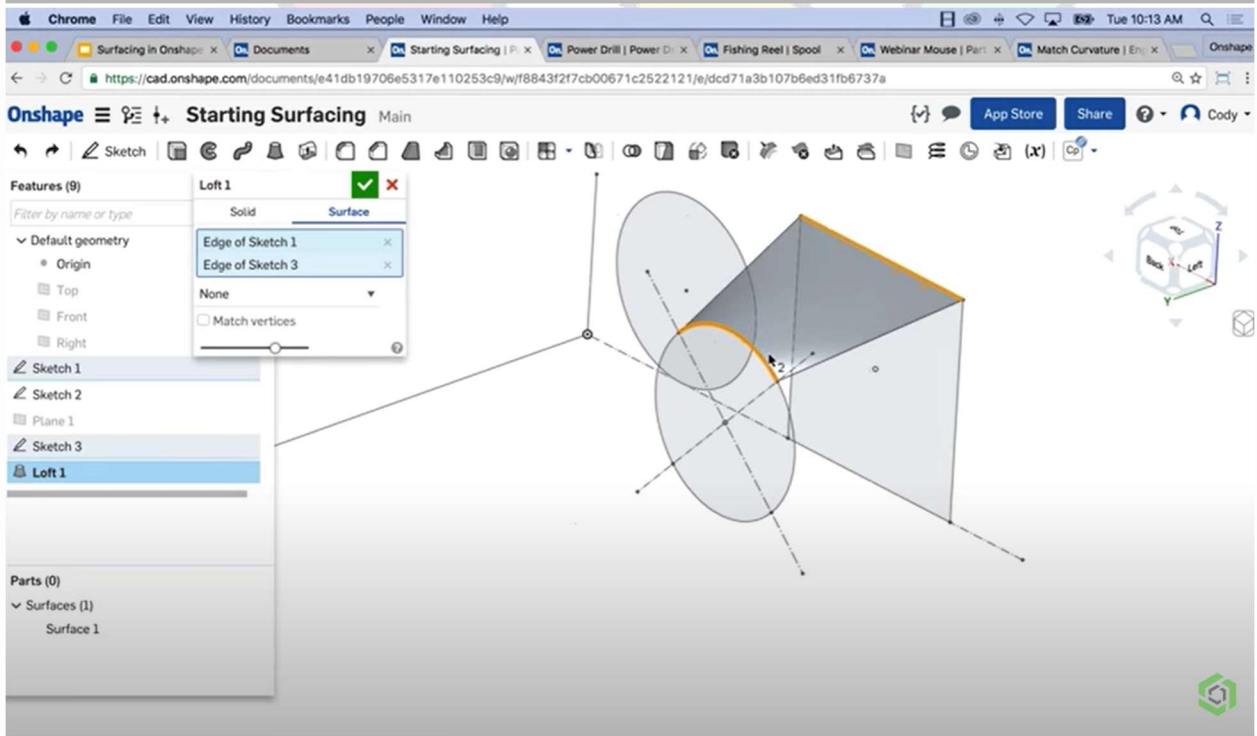 Chrome File Edit View History Bookmarks People Window Help Tue 10:13 AM
Surfacing in Onshape Documents Starting Surfacing | Power Drill | Power D Fishing Reel | Spool Webinar Mouse | Part Match Curvature | En Onshape
https://cad.onshape.com/documents/e41db19706e5317e110253c9/w/f8843f2f7cb00671c2522121/e/dcd71a3b107b6ed31fb6737a
Onshape Starting Surfacing Main App Store Share Cody
Sketch (x)
Features (9)
Filter by name or type
Default geometry
Origin
Top
Front
Right
Sketch 1
Sketch 2
Plane 1
Sketch 3
Loft 1
Parts (0)
Surfaces (1)
Surface 1
Loft 1
Solid Surface
Edge of Sketch 1
Edge of Sketch 3
None
Match vertices
2
Top
Back Left
Z
Y